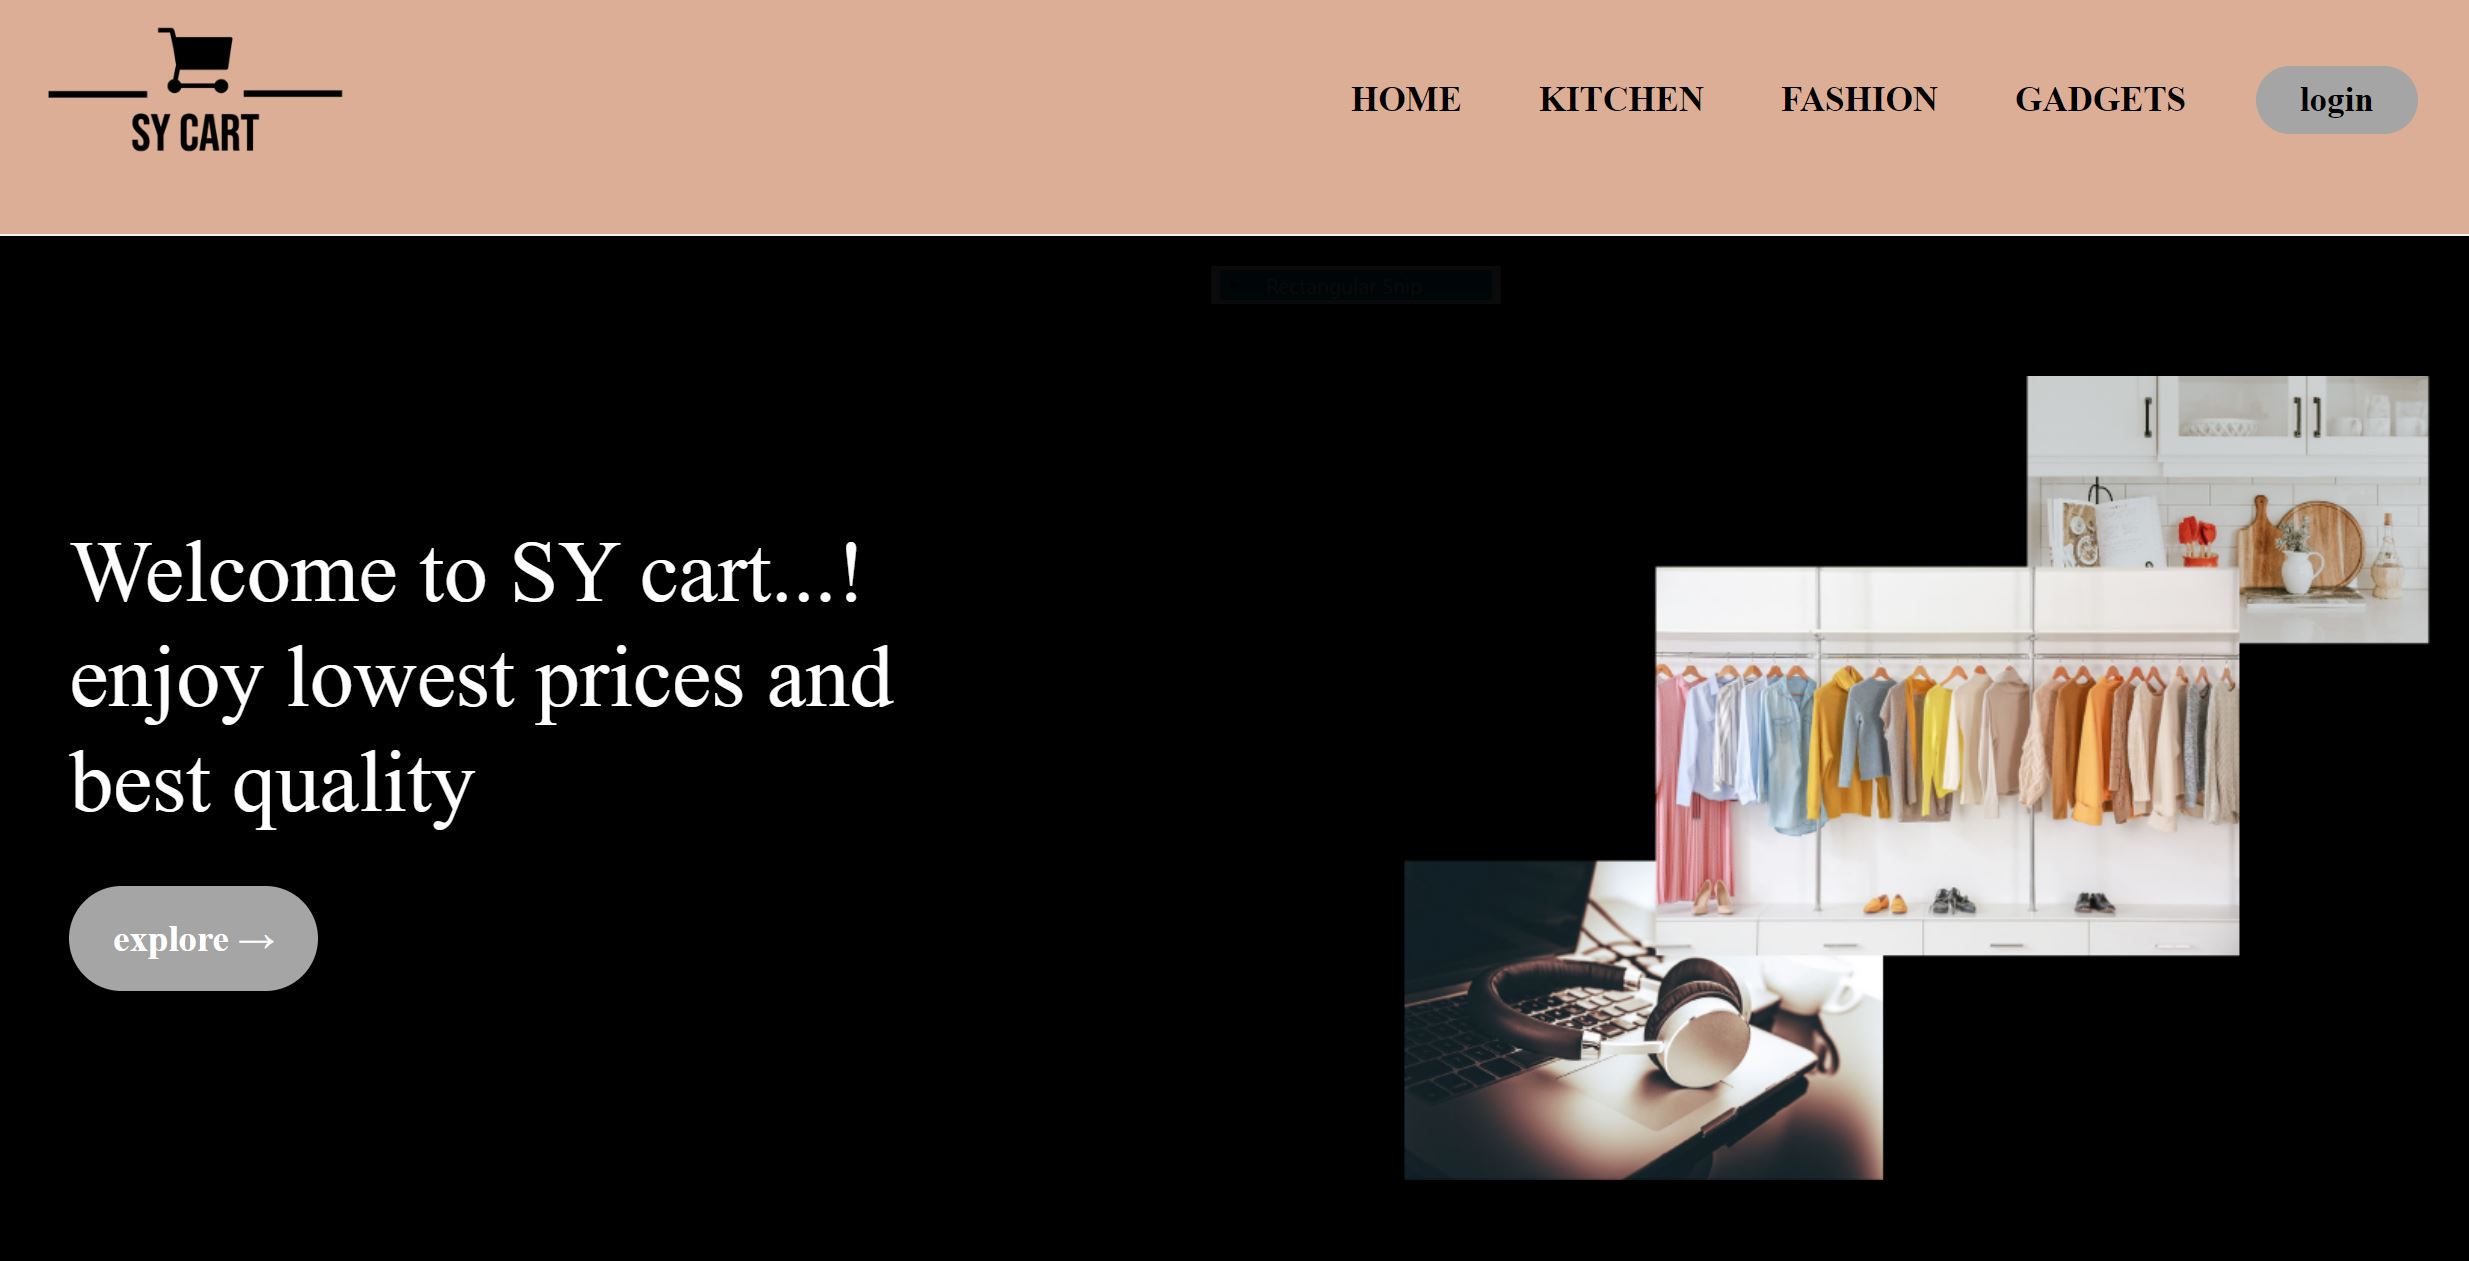 SY CART
HOME KITCHEN FASHION GADGETS login
Rectangular Snip
Welcome to SY cart...!
enjoy lowest prices and
best quality
explore →